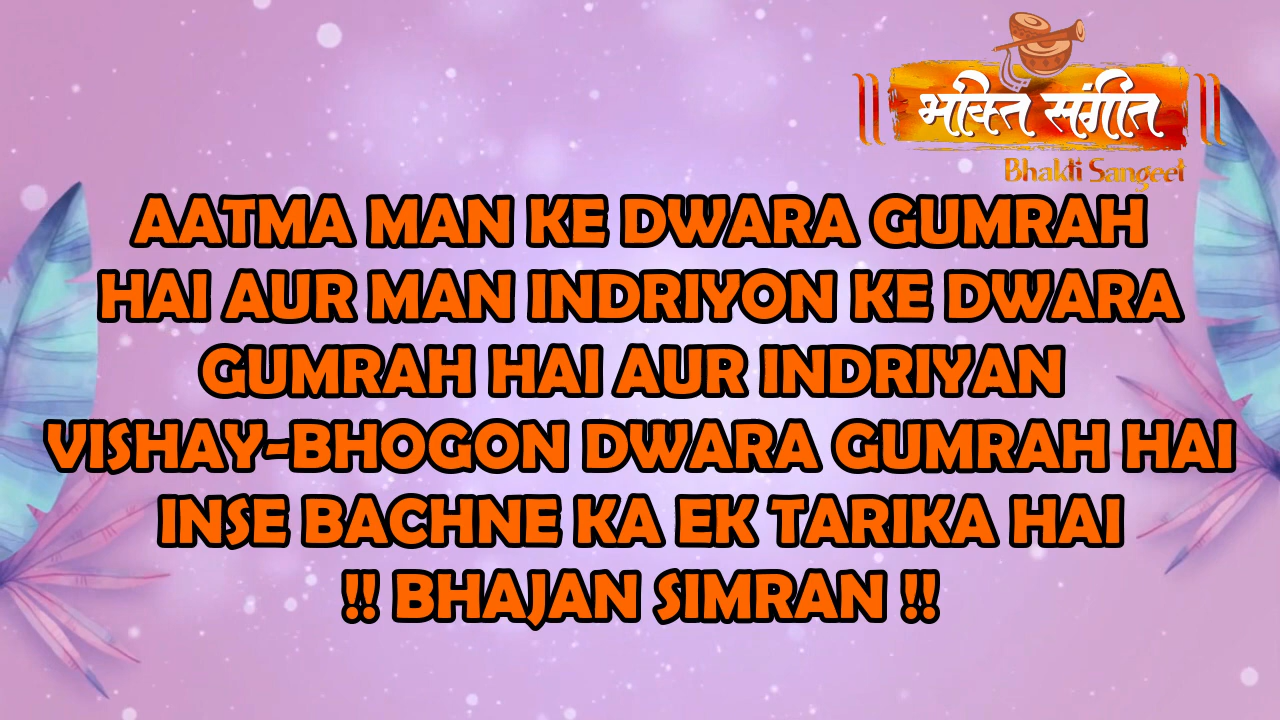 ॥ भक्ति संगीत ॥
Bhakti Sangeet
AATMA MAN KE DWARA GUMRAH
HAI AUR MAN INDRIYON KE DWARA
GUMRAH HAI AUR INDRIYAN
VISHAY-BHOGON DWARA GUMRAH HAI
INSE BACHNE KA EK TARIKA HAI
!! BHAJAN SIMRAN !!